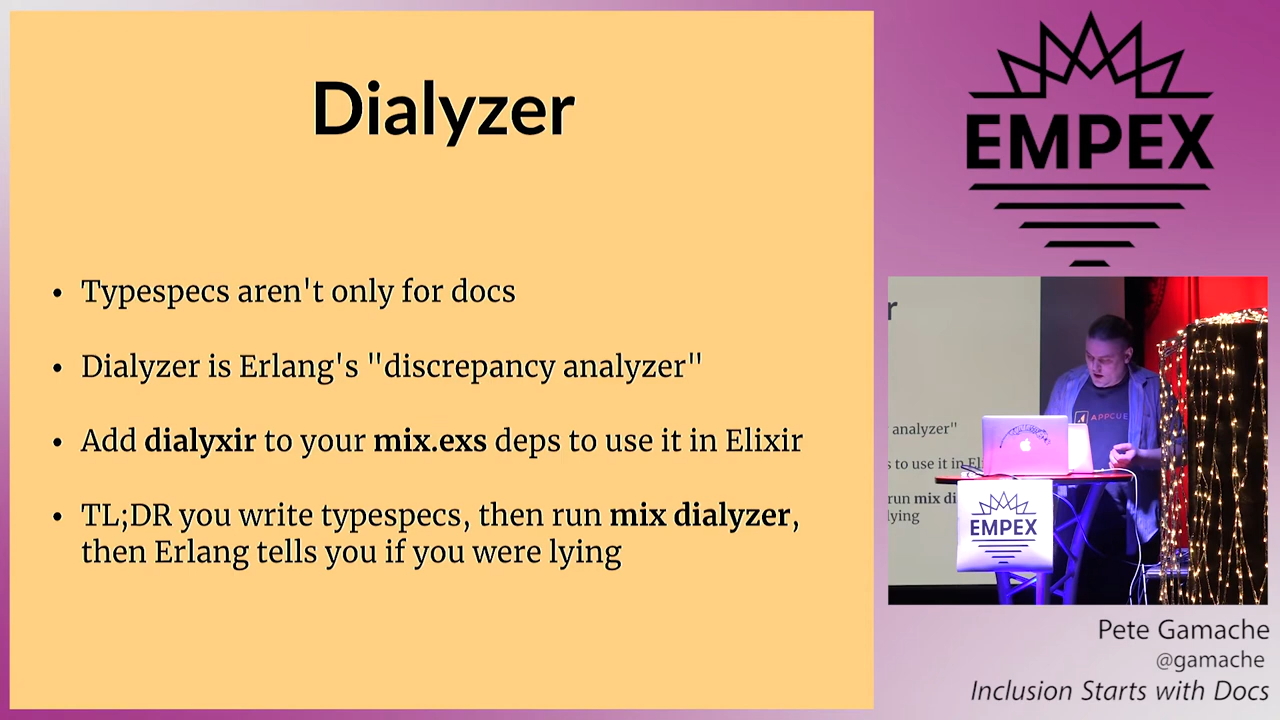 Dialyzer
• Typespecs aren't only for docs
• Dialyzer is Erlang's "discrepancy analyzer"
• Add dialyxir to your mix.exs deps to use it in Elixir
• TL;DR you write typespecs, then run mix dialyzer,
then Erlang tells you if you were lying
EMPEX
r
analyzer"
s to use it in Eli
run mix di
lying
APPCUE
EMPEX
Pete Gamache
@gamache
Inclusion Starts with Docs